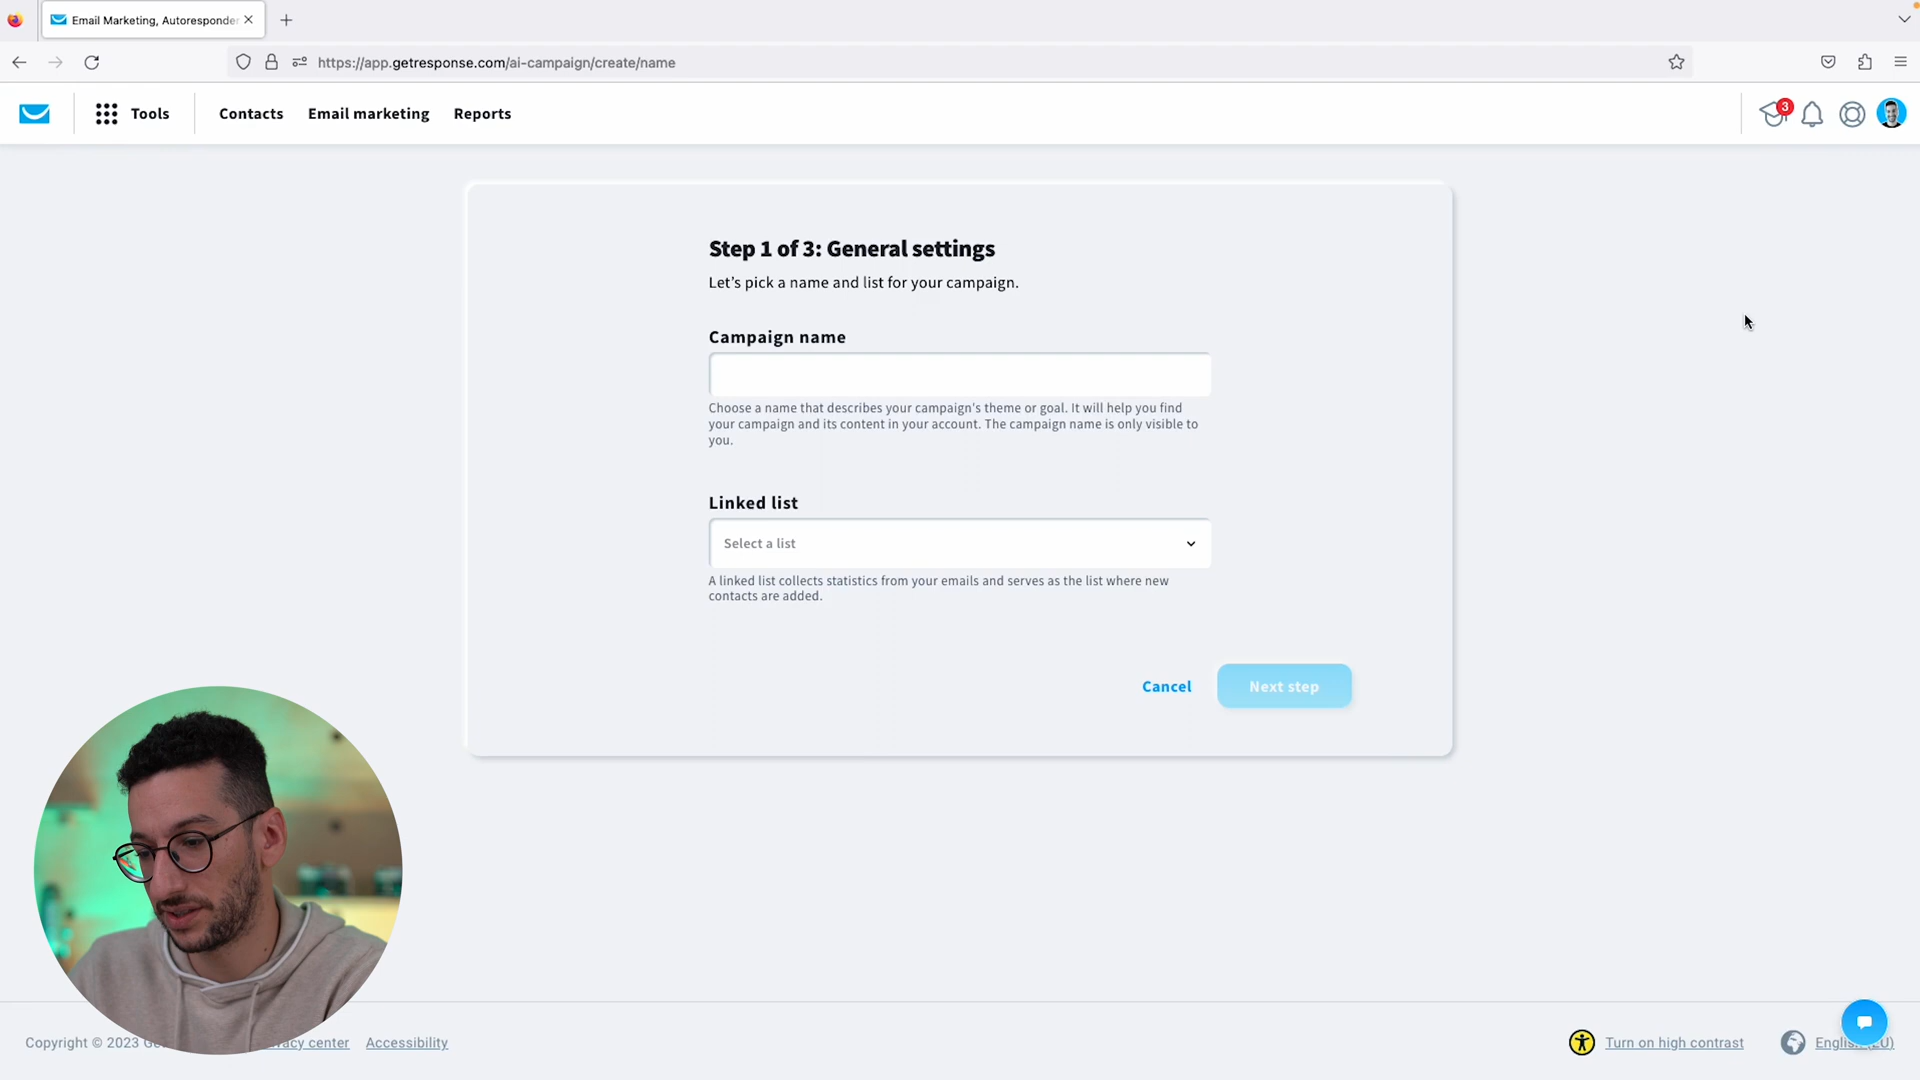 Email Marketing, Autoresponder
https://app.getresponse.com/ai-campaign/create/name
Tools
Contacts
Email marketing
Reports
3
Step 1 of 3: General settings
Let's pick a name and list for your campaign.
Campaign name
Choose a name that describes your campaign's theme or goal. It will help you find
your campaign and its content in your account. The campaign name is only visible to
you.
Linked list
Select a list
A linked list collects statistics from your emails and serves as the list where new
contacts are added.
Cancel
Next step
Copyright © 2023
center
Accessibility
Turn on high contrast
English